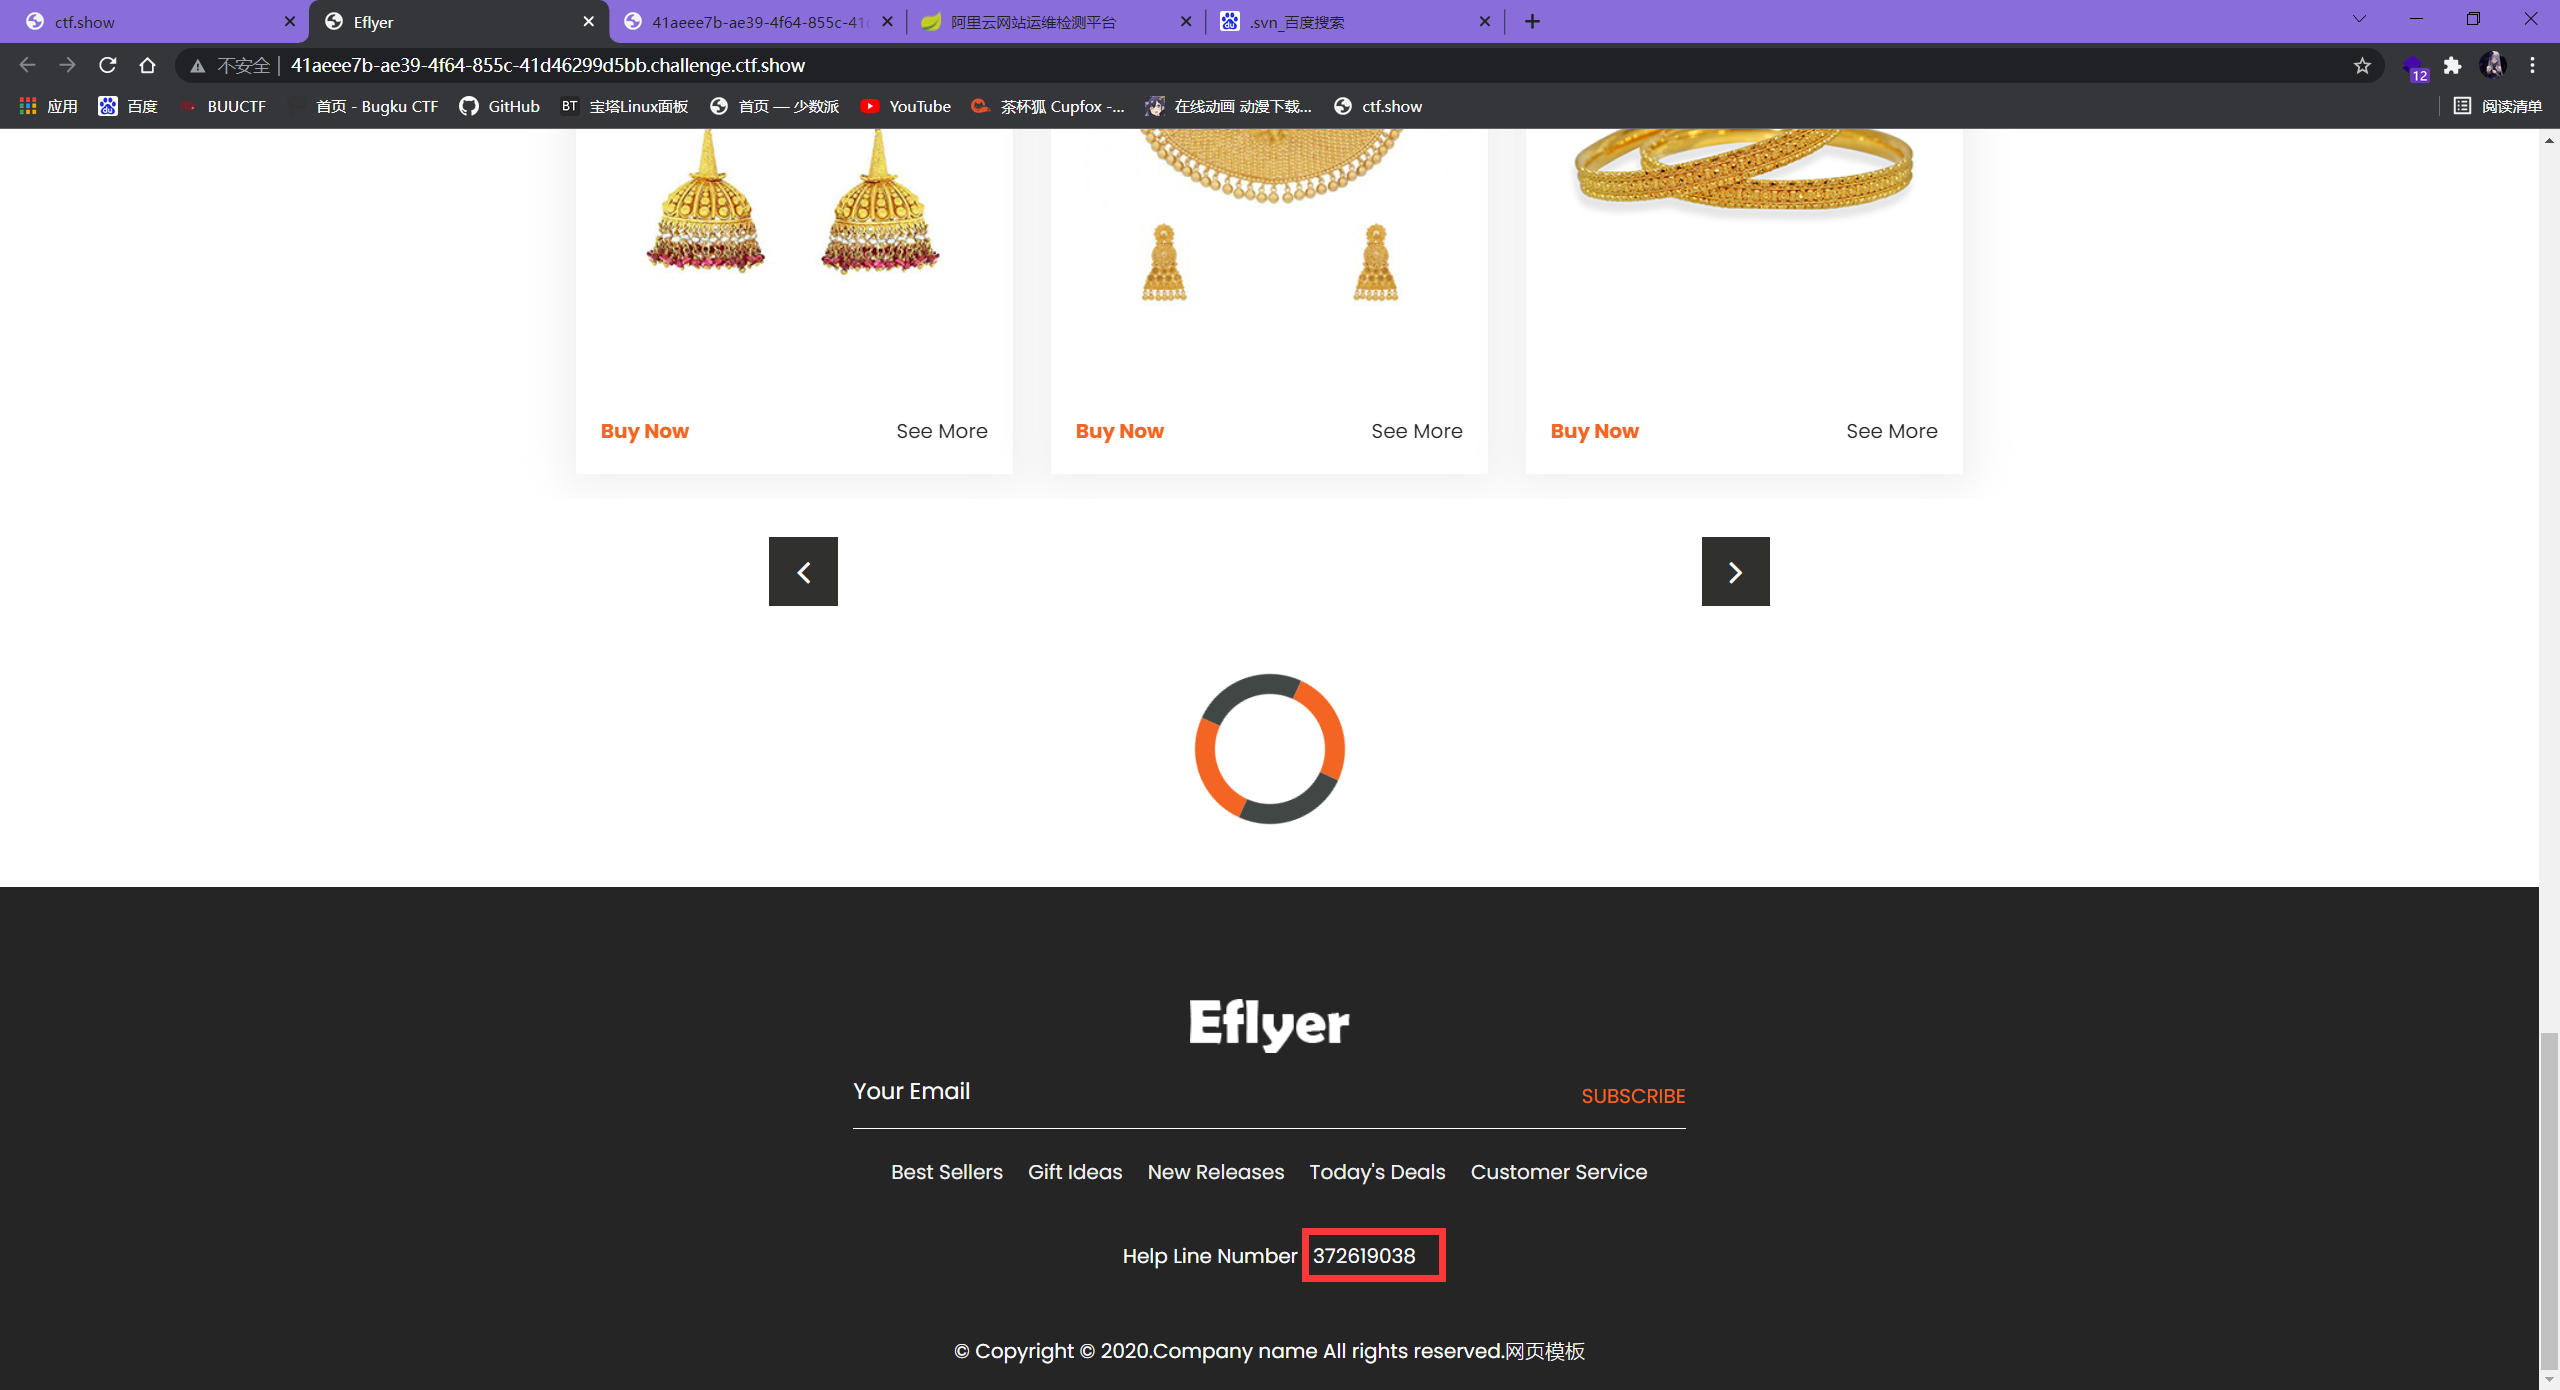 ctf.show
Eflyer
41aeee7b-ae39-4f64-855c-41d
阿里云网站运维检测平台
.svn_百度搜索
不安全 41aeee7b-ae39-4f64-855c-41d46299d5bb.challenge.ctf.show
12
应用 百度 BUUCTF 首页 - Bugku CTF GitHub BT 宝塔Linux面板 首页 — 少数派 YouTube 茶杯狐 Cupfox -... 在线动画 动漫下载... ctf.show 阅读清单
Buy Now See More Buy Now See More Buy Now See More
Eflyer
Your Email SUBSCRIBE
Best Sellers Gift Ideas New Releases Today's Deals Customer Service
Help Line Number 372619038
© Copyright © 2020.Company name All rights reserved.网页模板